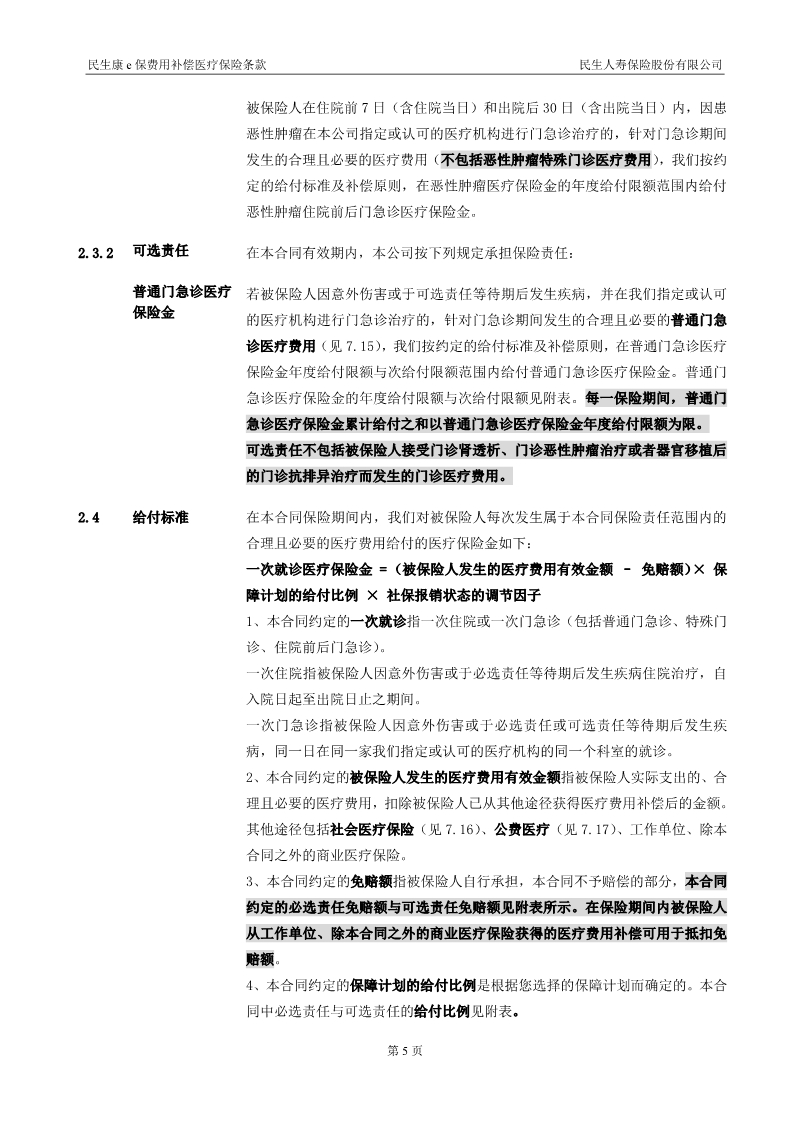 民生康 e 保费用补偿医疗保险条款 民生人寿保险股份有限公司
被保险人在住院前 7 日（含住院当日）和出院后 30 日（含出院当日）内，因患
恶性肿瘤在本公司指定或认可的医疗机构进行门急诊治疗的，针对门急诊期间
发生的合理且必要的医疗费用（不包括恶性肿瘤特殊门诊医疗费用），我们按约
定的给付标准及补偿原则，在恶性肿瘤医疗保险金的年度给付限额范围内给付
恶性肿瘤住院前后门急诊医疗保险金。
2.3.2 可选责任 在本合同有效期内，本公司按下列规定承担保险责任：
普通门急诊医疗 若被保险人因意外伤害或于可选责任等待期后发生疾病，并在我们指定或认可
保险金 的医疗机构进行门急诊治疗的，针对门急诊期间发生的合理且必要的普通门急
诊医疗费用（见 7.15），我们按约定的给付标准及补偿原则，在普通门急诊医疗
保险金年度给付限额与次给付限额范围内给付普通门急诊医疗保险金。普通门
急诊医疗保险金的年度给付限额与次给付限额见附表。每一保险期间，普通门
急诊医疗保险金累计给付之和以普通门急诊医疗保险金年度给付限额为限。
可选责任不包括被保险人接受门诊肾透析、门诊恶性肿瘤治疗或者器官移植后
的门诊抗排异治疗而发生的门诊医疗费用。
2.4 给付标准 在本合同保险期间内，我们对被保险人每次发生属于本合同保险责任范围内的
合理且必要的医疗费用给付的医疗保险金如下：
一次就诊医疗保险金 =（被保险人发生的医疗费用有效金额 － 免赔额）× 保
障计划的给付比例 × 社保报销状态的调节因子
1、本合同约定的一次就诊指一次住院或一次门急诊（包括普通门急诊、特殊门
诊、住院前后门急诊）。
一次住院指被保险人因意外伤害或于必选责任等待期后发生疾病住院治疗，自
入院日起至出院日止之期间。
一次门急诊指被保险人因意外伤害或于必选责任或可选责任等待期后发生疾
病，同一日在同一家我们指定或认可的医疗机构的同一个科室的就诊。
2、本合同约定的被保险人发生的医疗费用有效金额指被保险人实际支出的、合
理且必要的医疗费用，扣除被保险人已从其他途径获得医疗费用补偿后的金额。
其他途径包括社会医疗保险（见 7.16）、公费医疗（见 7.17）、工作单位、除本
合同之外的商业医疗保险。
3、本合同约定的免赔额指被保险人自行承担，本合同不予赔偿的部分，本合同
约定的必选责任免赔额与可选责任免赔额见附表所示。在保险期间内被保险人
从工作单位、除本合同之外的商业医疗保险获得的医疗费用补偿可用于抵扣免
赔额。
4、本合同约定的保障计划的给付比例是根据您选择的保障计划而确定的。本合
同中必选责任与可选责任的给付比例见附表。
第 5 页